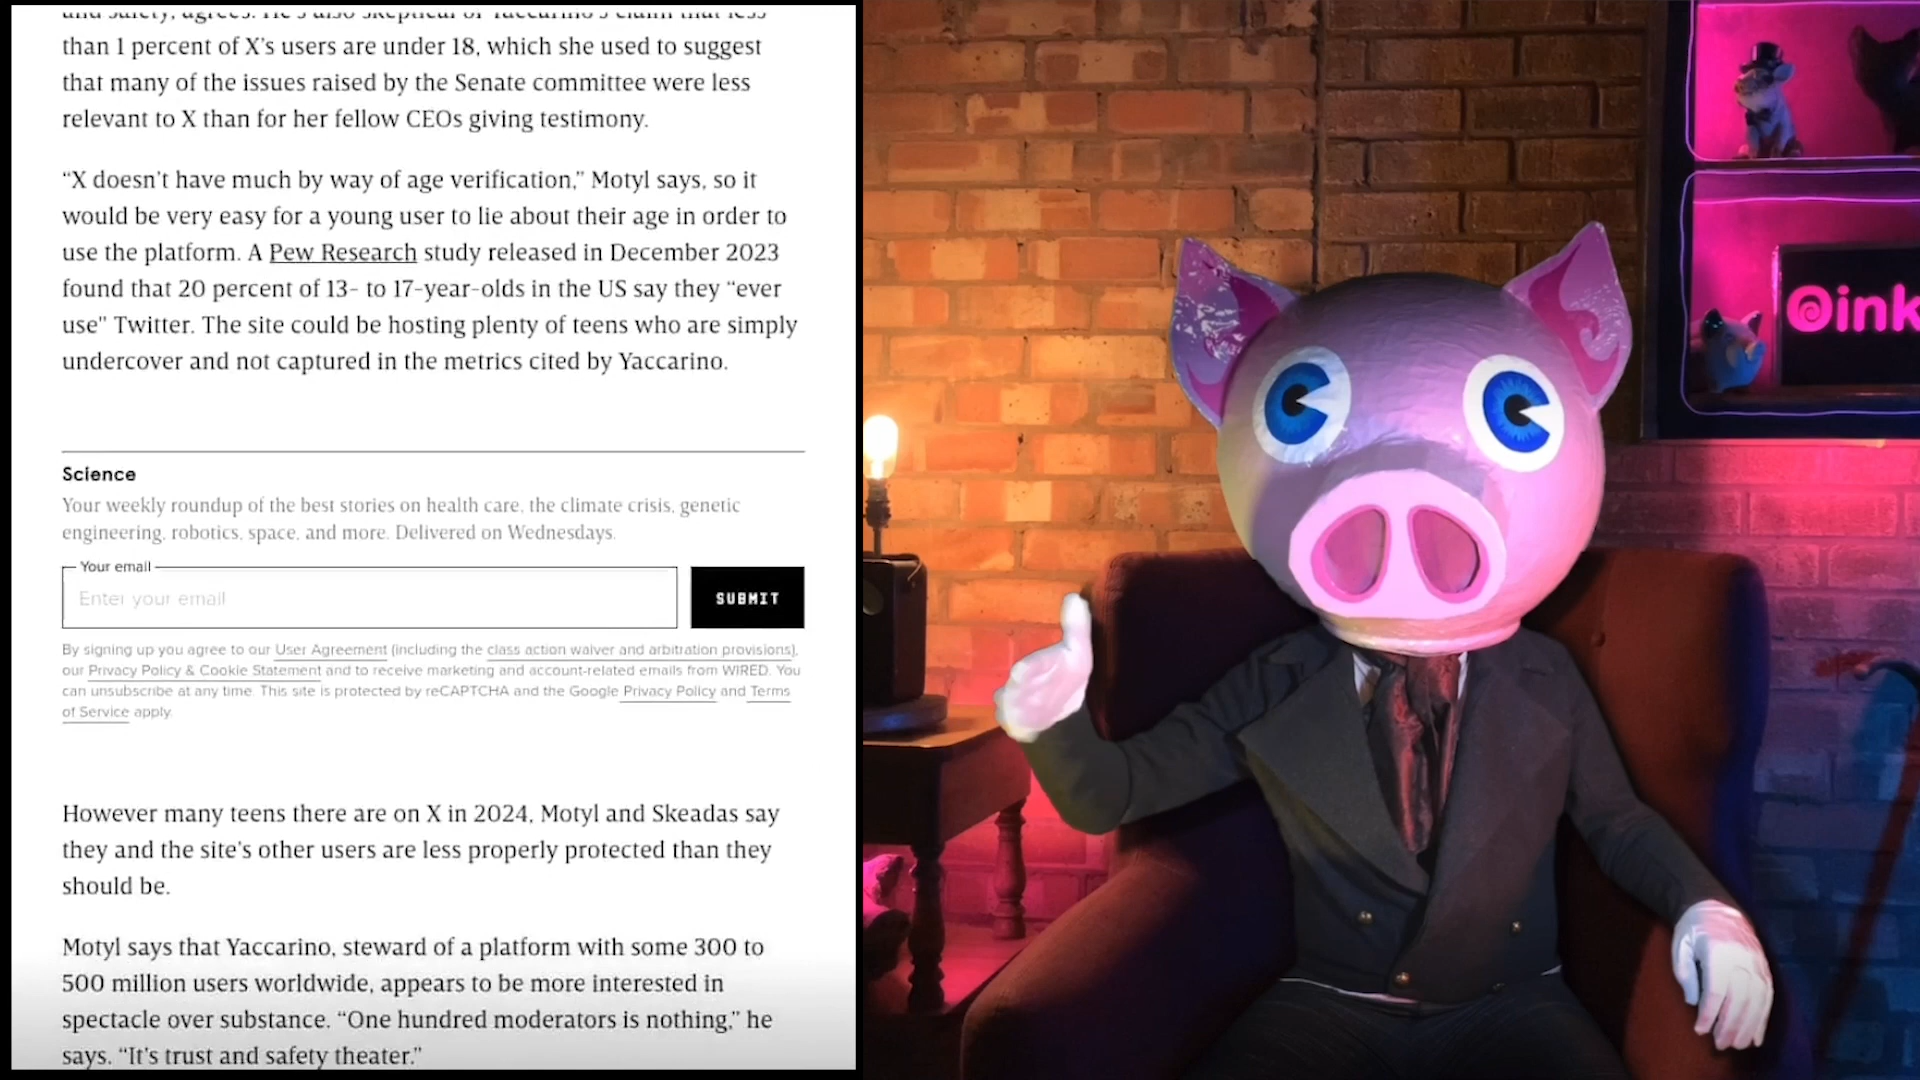 and safety, agrees. He's also skeptical of Yaccarino's claim that less
than 1 percent of X's users are under 18, which she used to suggest
that many of the issues raised by the Senate committee were less
relevant to X than for her fellow CEOs giving testimony.
“X doesn't have much by way of age verification,” Motyl says, so it
would be very easy for a young user to lie about their age in order to
use the platform. A Pew Research study released in December 2023
found that 20 percent of 13- to 17-year-olds in the US say they “ever
use" Twitter. The site could be hosting plenty of teens who are simply
undercover and not captured in the metrics cited by Yaccarino.
Science
Your weekly roundup of the best stories on health care, the climate crisis, genetic
engineering, robotics, space, and more. Delivered on Wednesdays.
Your email
Enter your email
SUBMIT
By signing up you agree to our User Agreement (including the class action waiver and arbitration provisions),
our Privacy Policy & Cookie Statement and to receive marketing and account-related emails from WIRED. You
can unsubscribe at any time. This site is protected by reCAPTCHA and the Google Privacy Policy and Terms
of Service apply.
However many teens there are on X in 2024, Motyl and Skeadas say
they and the site's other users are less properly protected than they
should be.
Motyl says that Yaccarino, steward of a platform with some 300 to
500 million users worldwide, appears to be more interested in
spectacle over substance. “One hundred moderators is nothing,” he
says. “It's trust and safety theater.”
Oink